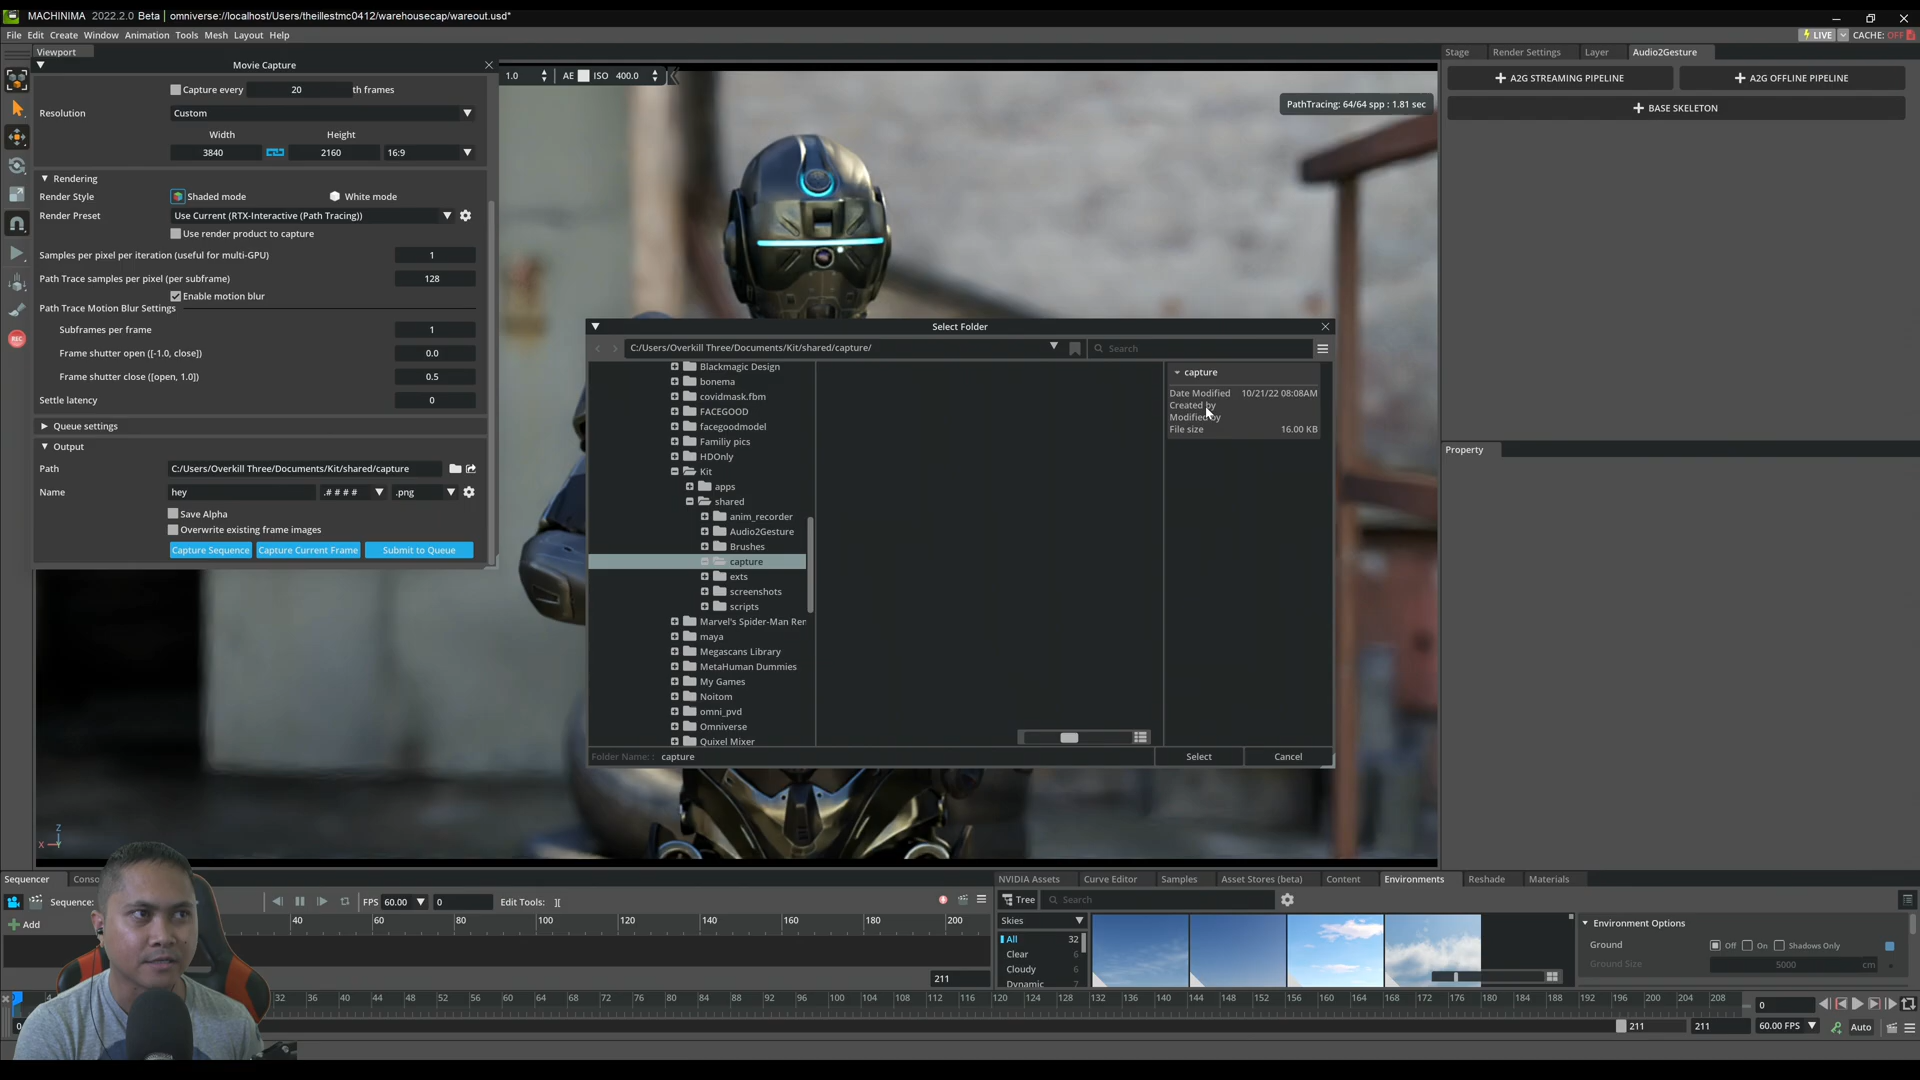 MACHINIMA 2022.2.0 Beta omniverse://localhost/Users/theillestmc0412/warehousecap/wareout.usd*
File Edit Create Window Animation Tools Mesh Layout Help
LIVE CACHE: OFF
Viewport
Movie Capture
Capture every 20 th frames
Resolution Custom
Width Height
3840 2160 16:9
Rendering
Render Style Shaded mode White mode
Render Preset Use Current (RTX-Interactive (Path Tracing))
Use render product to capture
Samples per pixel per iteration (useful for multi-GPU) 1
Path Trace samples per pixel (per subframe) 128
Enable motion blur
Path Trace Motion Blur Settings
Subframes per frame 1
Frame shutter open ([-1.0, close]) 0.0
Frame shutter close ([open, 1.0]) 0.5
Settle latency 0
Queue settings
Output
Path C:/Users/Overkill Three/Documents/Kit/shared/capture
Name hey .# # # # .png
Save Alpha
Overwrite existing frame images
Capture Sequence Capture Current Frame Submit to Queue
REC
1.0 AE ISO 400.0
PathTracing: 64/64 spp : 1.81 sec
Select Folder
C:/Users/Overkill Three/Documents/Kit/shared/capture/ Search
Blackmagic Design
bonema
covidmask.fbm
FACEGOOD
facegoodmodel
Familiy pics
HDOnly
Kit
apps
shared
anim_recorder
Audio2Gesture
Brushes
capture
exts
screenshots
scripts
Marvel's Spider-Man Rer
maya
Megascans Library
MetaHuman Dummies
My Games
Noitom
omni_pvd
Omniverse
Quixel Mixer
capture
Date Modified 10/21/22 08:08AM
Created by
Modified by
File size 16.00 KB
Folder Name: : capture Select Cancel
Stage Render Settings Layer Audio2Gesture
A2G STREAMING PIPELINE A2G OFFLINE PIPELINE
BASE SKELETON
Property
Z
X Y
Sequencer Conso
Sequence: FPS 60.00 0 Edit Tools: ][
Add
40 60 80 100 120 140 160 180 200
211
NVIDIA Assets Curve Editor Samples Asset Stores (beta) Content Environments Reshade Materials
Tree Search
Skies
All 32
Clear 6
Cloudy 6
Dynamic 7
Environment Options
Ground Off On Shadows Only
Ground Size 5000 cm
4 32 36 40 44 48 52 56 60 64 68 72 76 80 84 88 92 96 100 104 108 112 116 120 124 128 132 136 140 144 148 152 156 160 164 168 172 176 180 184 188 192 196 200 204 208
0
0 211 211 60.00 FPS Auto